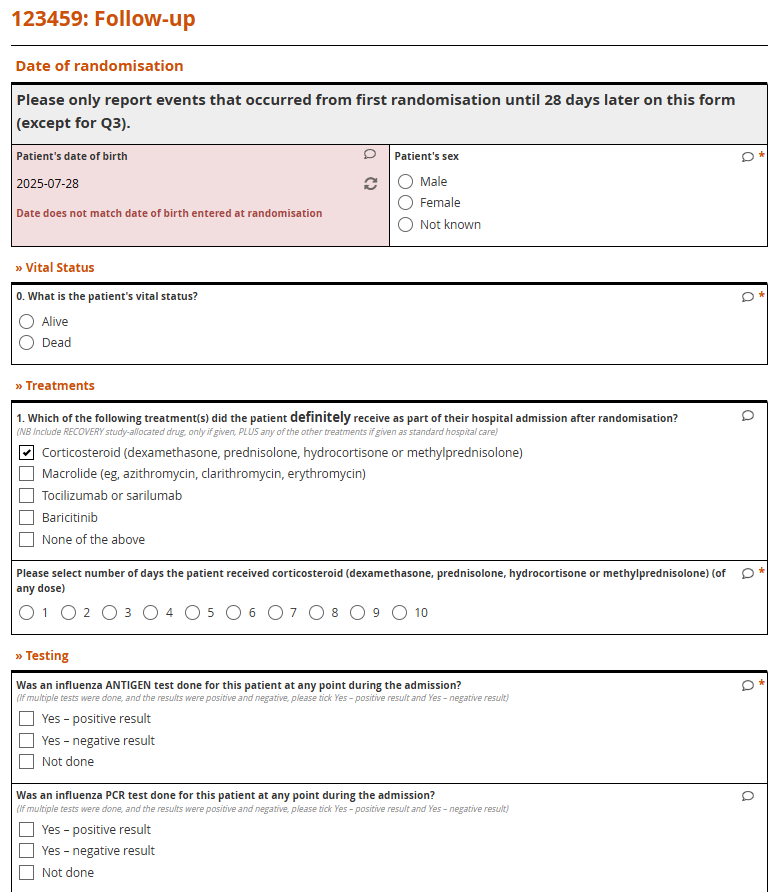 123459: Follow-up
Date of randomisation
Please only report events that occurred from first randomisation until 28 days later on this form
(except for Q3).
Patient's date of birth
2025-07-28
Date does not match date of birth entered at randomisation
Patient's sex
*
Male
Female
Not known
» Vital Status
0. What is the patient's vital status?
*
Alive
Dead
» Treatments
1. Which of the following treatment(s) did the patient definitely receive as part of their hospital admission after randomisation?
(NB Include RECOVERY study-allocated drug, only if given, PLUS any of the other treatments if given as standard hospital care)
Corticosteroid (dexamethasone, prednisolone, hydrocortisone or methylprednisolone)
Macrolide (eg, azithromycin, clarithromycin, erythromycin)
Tocilizumab or sarilumab
Baricitinib
None of the above
Please select number of days the patient received corticosteroid (dexamethasone, prednisolone, hydrocortisone or methylprednisolone) (of
any dose)
*
1 2 3 4 5 6 7 8 9 10
» Testing
Was an influenza ANTIGEN test done for this patient at any point during the admission?
*
(If multiple tests were done, and the results were positive and negative, please tick Yes – positive result and Yes – negative result)
Yes – positive result
Yes – negative result
Not done
Was an influenza PCR test done for this patient at any point during the admission?
(If multiple tests were done, and the results were positive and negative, please tick Yes – positive result and Yes – negative result)
Yes – positive result
Yes – negative result
Not done